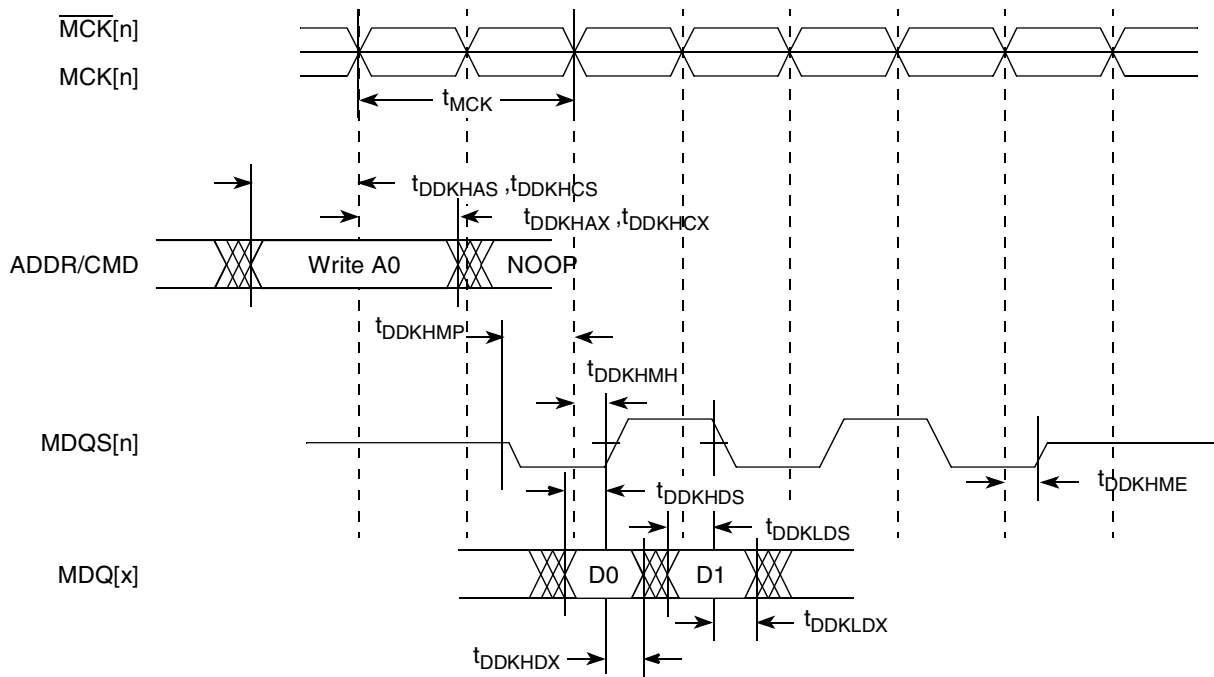 MCK[n]
MCK[n]
tMCK
tDDKHAS ,tDDKHCS
tDDKHAX ,tDDKHCX
ADDR/CMD
Write A0
NOOP
tDDKHMP
tDDKHMH
MDQS[n]
tDDKHME
tDDKHDS
tDDKLDS
MDQ[x]
D0
D1
tDDKLDX
tDDKHDX